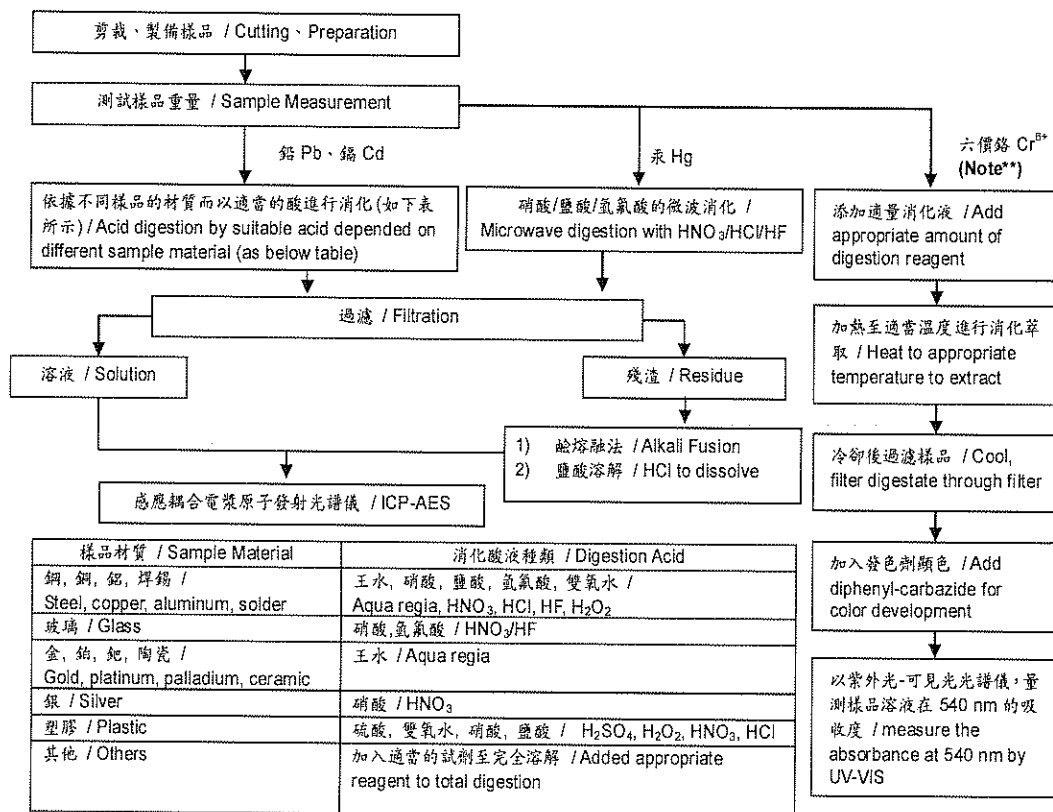 剪裁、製備樣品 / Cutting、Preparation
測試樣品重量 / Sample Measurement
鉛 Pb、鎘 Cd
汞 Hg
六價鉻 Cr⁶⁺
(Note**)
依據不同樣品的材質而以適當的酸進行消化(如下表
所示) / Acid digestion by suitable acid depended on
different sample material (as below table)
硝酸/鹽酸/氫氟酸的微波消化 /
Microwave digestion with HNO₃/HCl/HF
添加適量消化液 / Add
appropriate amount of
digestion reagent
過濾 / Filtration
加熱至適當溫度進行消化萃
取 / Heat to appropriate
temperature to extract
溶液 / Solution
殘渣 / Residue
1) 鹼熔融法 / Alkali Fusion
2) 鹽酸溶解 / HCl to dissolve
冷卻後過濾樣品 / Cool,
filter digestate through filter
感應耦合電漿原子發射光譜儀 / ICP-AES
加入發色劑顯色 / Add
diphenyl-carbazide for
color development
以紫外光-可見光光譜儀，量
測樣品溶液在 540 nm 的吸
收度 / measure the
absorbance at 540 nm by
UV-VIS
樣品材質 / Sample Material
消化酸液種類 / Digestion Acid
鋼, 銅, 鋁, 焊錫 /
Steel, copper, aluminum, solder
王水, 硝酸, 鹽酸, 氫氟酸, 雙氧水 /
Aqua regia, HNO₃, HCl, HF, H₂O₂
玻璃 / Glass
硝酸,氫氟酸 / HNO₃/HF
金, 鉑, 鈀, 陶瓷 /
Gold, platinum, palladium, ceramic
王水 / Aqua regia
銀 / Silver
硝酸 / HNO₃
塑膠 / Plastic
硫酸, 雙氧水, 硝酸, 鹽酸 / H₂SO₄, H₂O₂, HNO₃, HCl
其他 / Others
加入適當的試劑至完全溶解 / Added appropriate
reagent to total digestion